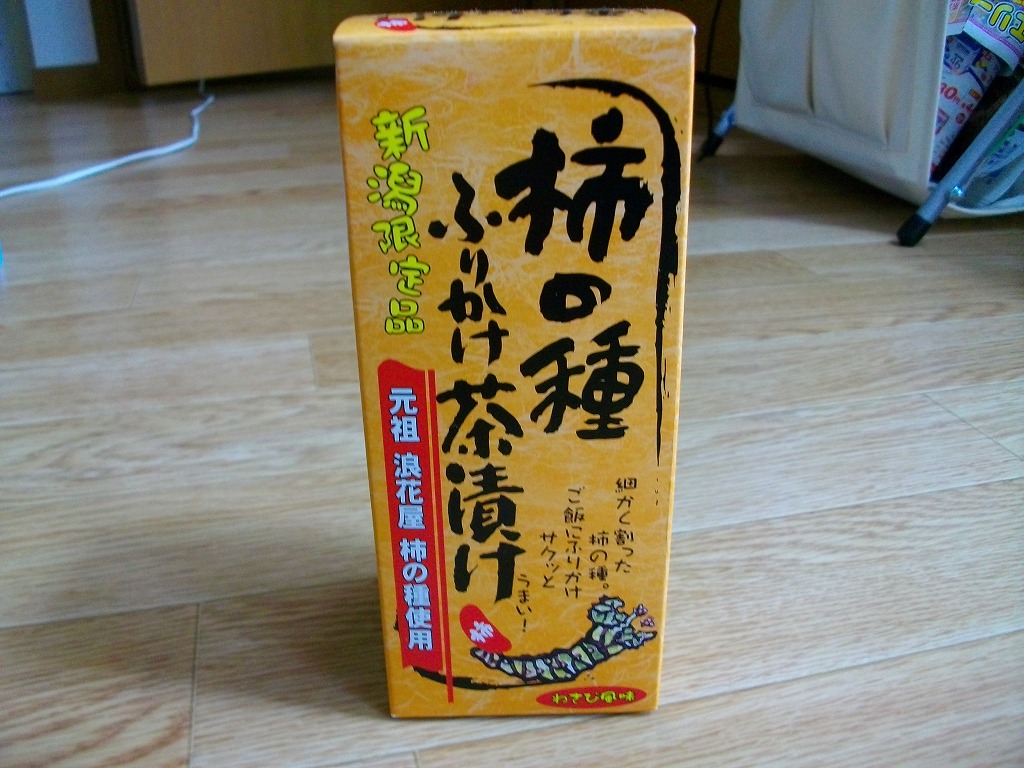 柿の種
ふりかけ茶漬け
新潟限定品
元祖 浪花屋 柿の種使用
細かく割った
柿の種。
ご飯にふりかけ
サクッと
うまい!
わさび風味